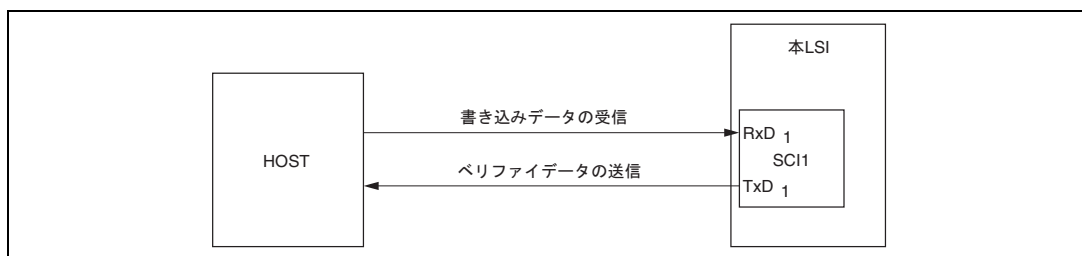 本LSI
書き込みデータの受信
RxD 1
HOST
SCI1
ベリファイデータの送信
TxD 1